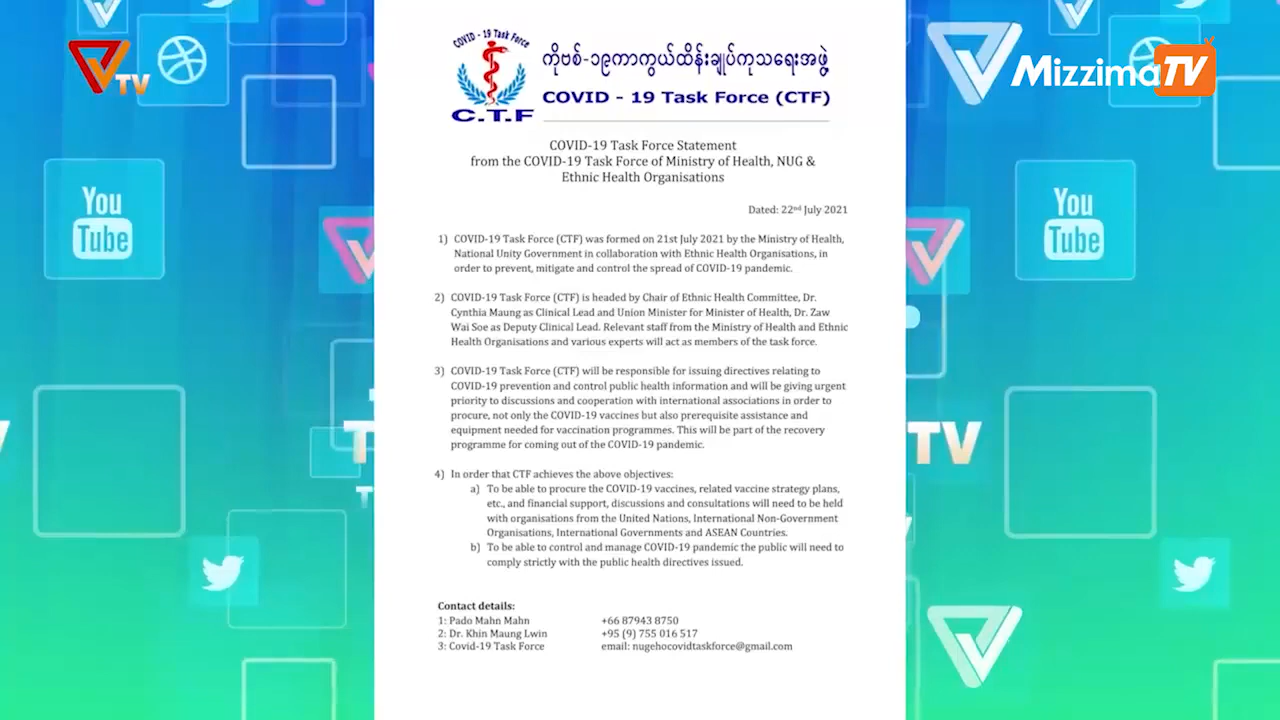 TV
MizzimaTV
You
Tube
You
Tube
TV
T
T
COVID - 19 Task Force
C.T.F
ကိုဗစ်-၁၉ကာကွယ်ထိန်းချုပ်ကုသရေးအဖွဲ့
COVID - 19 Task Force (CTF)
COVID-19 Task Force Statement
from the COVID-19 Task Force of Ministry of Health, NUG &
Ethnic Health Organisations
Dated: 22nd July 2021
1) COVID-19 Task Force (CTF) was formed on 21st July 2021 by the Ministry of Health,
National Unity Government in collaboration with Ethnic Health Organisations, in
order to prevent, mitigate and control the spread of COVID-19 pandemic.
2) COVID-19 Task Force (CTF) is headed by Chair of Ethnic Health Committee, Dr.
Cynthia Maung as Clinical Lead and Union Minister for Minister of Health, Dr. Zaw
Wai Soe as Deputy Clinical Lead. Relevant staff from the Ministry of Health and Ethnic
Health Organisations and various experts will act as members of the task force.
3) COVID-19 Task Force (CTF) will be responsible for issuing directives relating to
COVID-19 prevention and control public health information and will be giving urgent
priority to discussions and cooperation with international associations in order to
procure, not only the COVID-19 vaccines but also prerequisite assistance and
equipment needed for vaccination programmes. This will be part of the recovery
programme for coming out of the COVID-19 pandemic.
4) In order that CTF achieves the above objectives:
a) To be able to procure the COVID-19 vaccines, related vaccine strategy plans,
etc., and financial support, discussions and consultations will need to be held
with organisations from the United Nations, International Non-Government
Organisations, International Governments and ASEAN Countries.
b) To be able to control and manage COVID-19 pandemic the public will need to
comply strictly with the public health directives issued.
Contact details:
1: Pado Mahn Mahn +66 87943 8750
2: Dr. Khin Maung Lwin +95 (9) 755 016 517
3: Covid-19 Task Force email: nugehocovidtaskforce@gmail.com